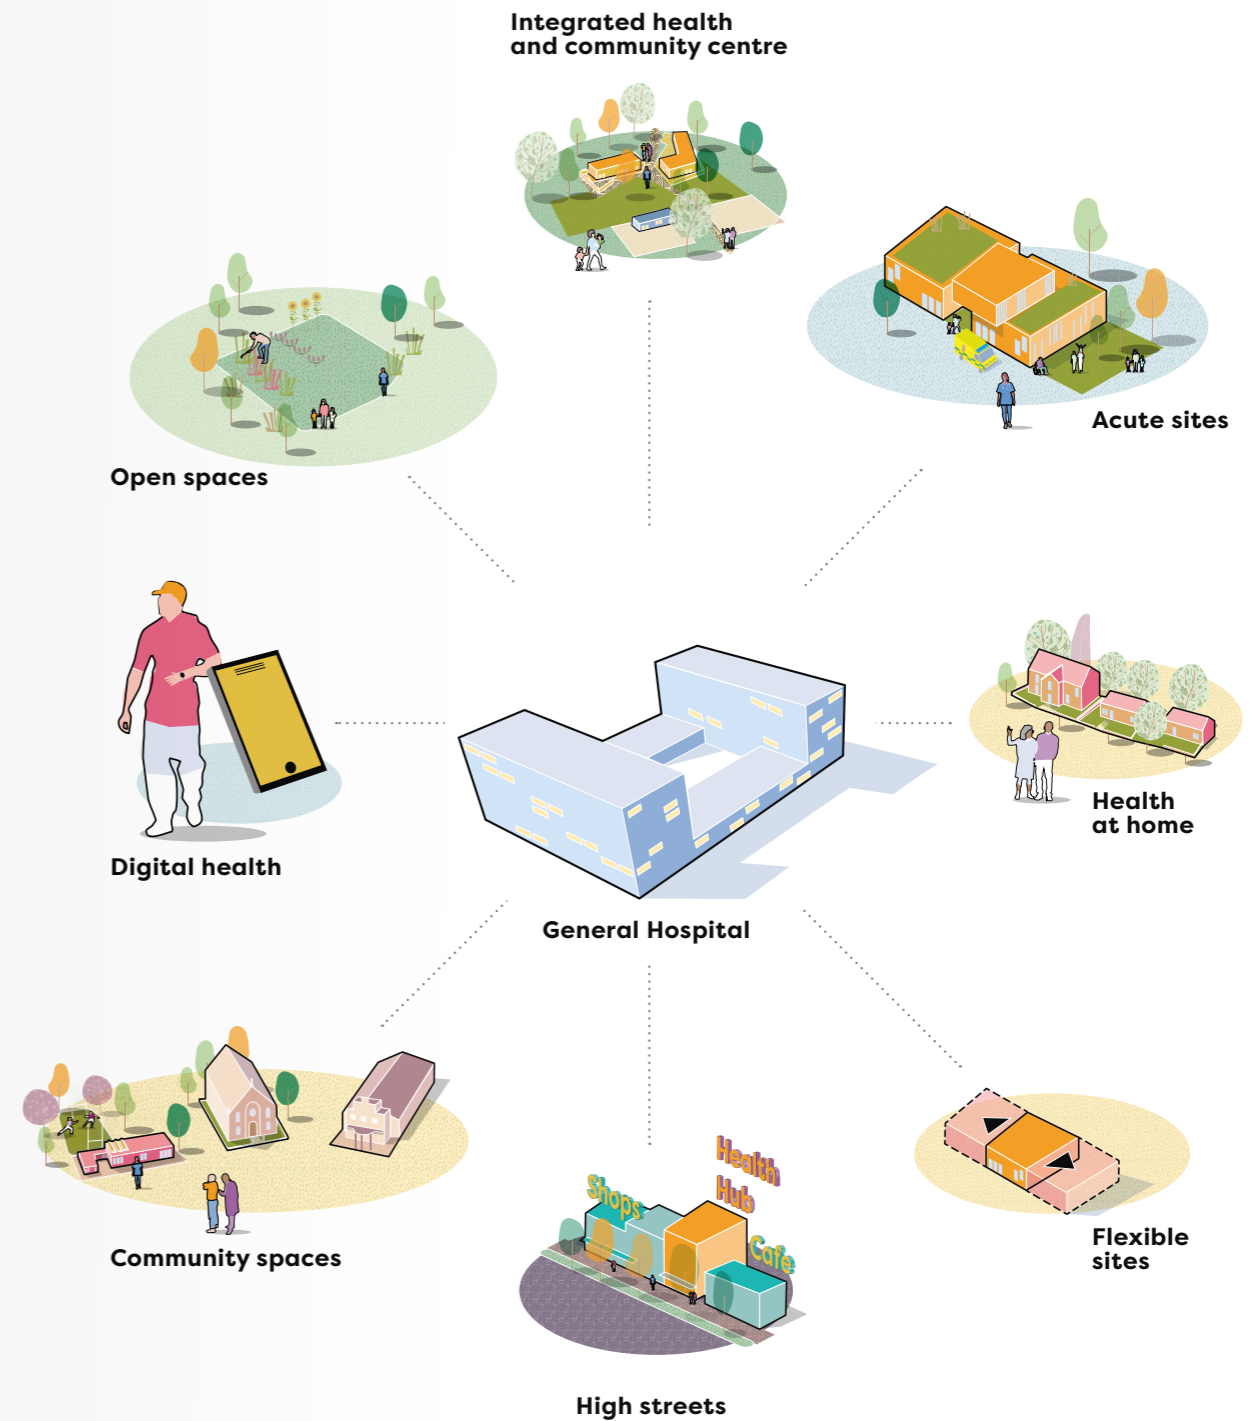 Integrated health
and community centre
Acute sites
Open spaces
Health
at home
Digital health
General Hospital
Health
Hub
Shops
Cafe
Flexible
sites
Community spaces
High streets